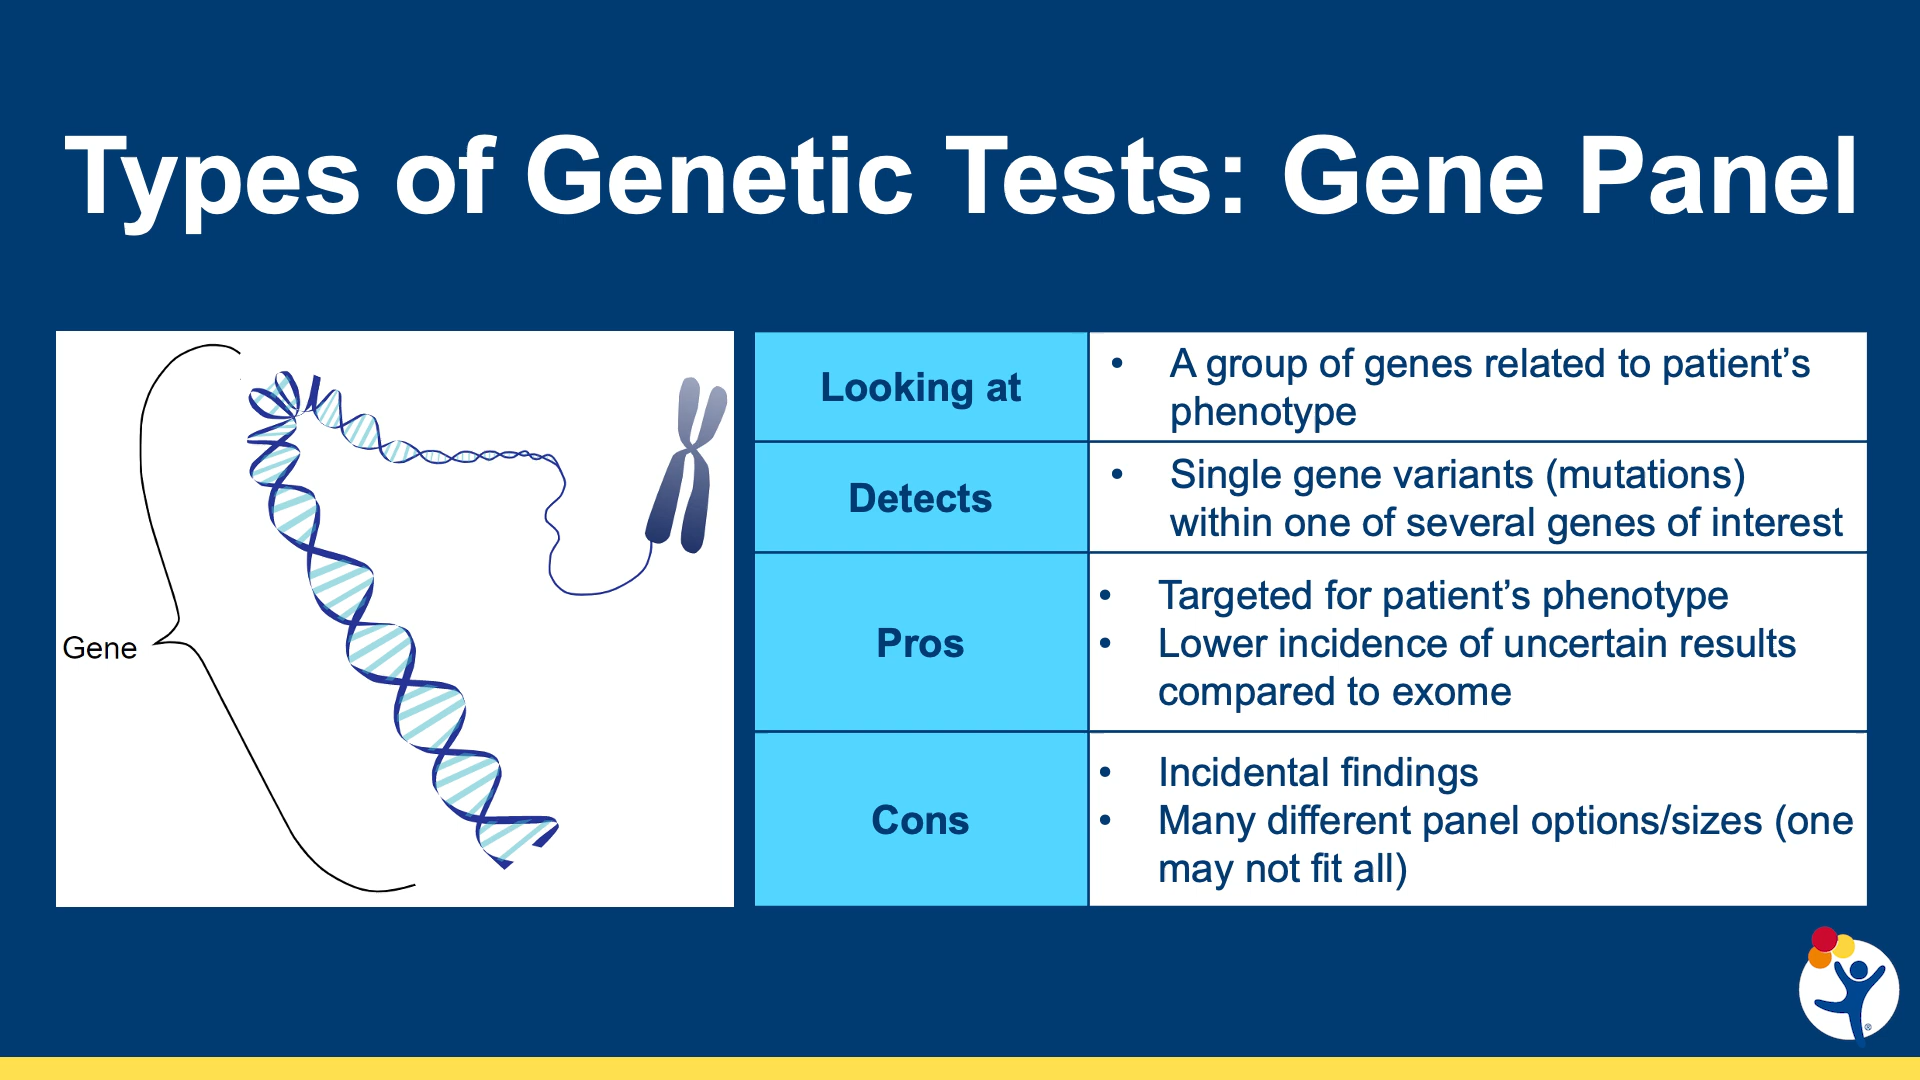 Types of Genetic Tests: Gene Panel
Gene
Looking at
• A group of genes related to patient’s
phenotype
Detects
• Single gene variants (mutations)
within one of several genes of interest
Pros
• Targeted for patient’s phenotype
• Lower incidence of uncertain results
compared to exome
Cons
• Incidental findings
• Many different panel options/sizes (one
may not fit all)
®